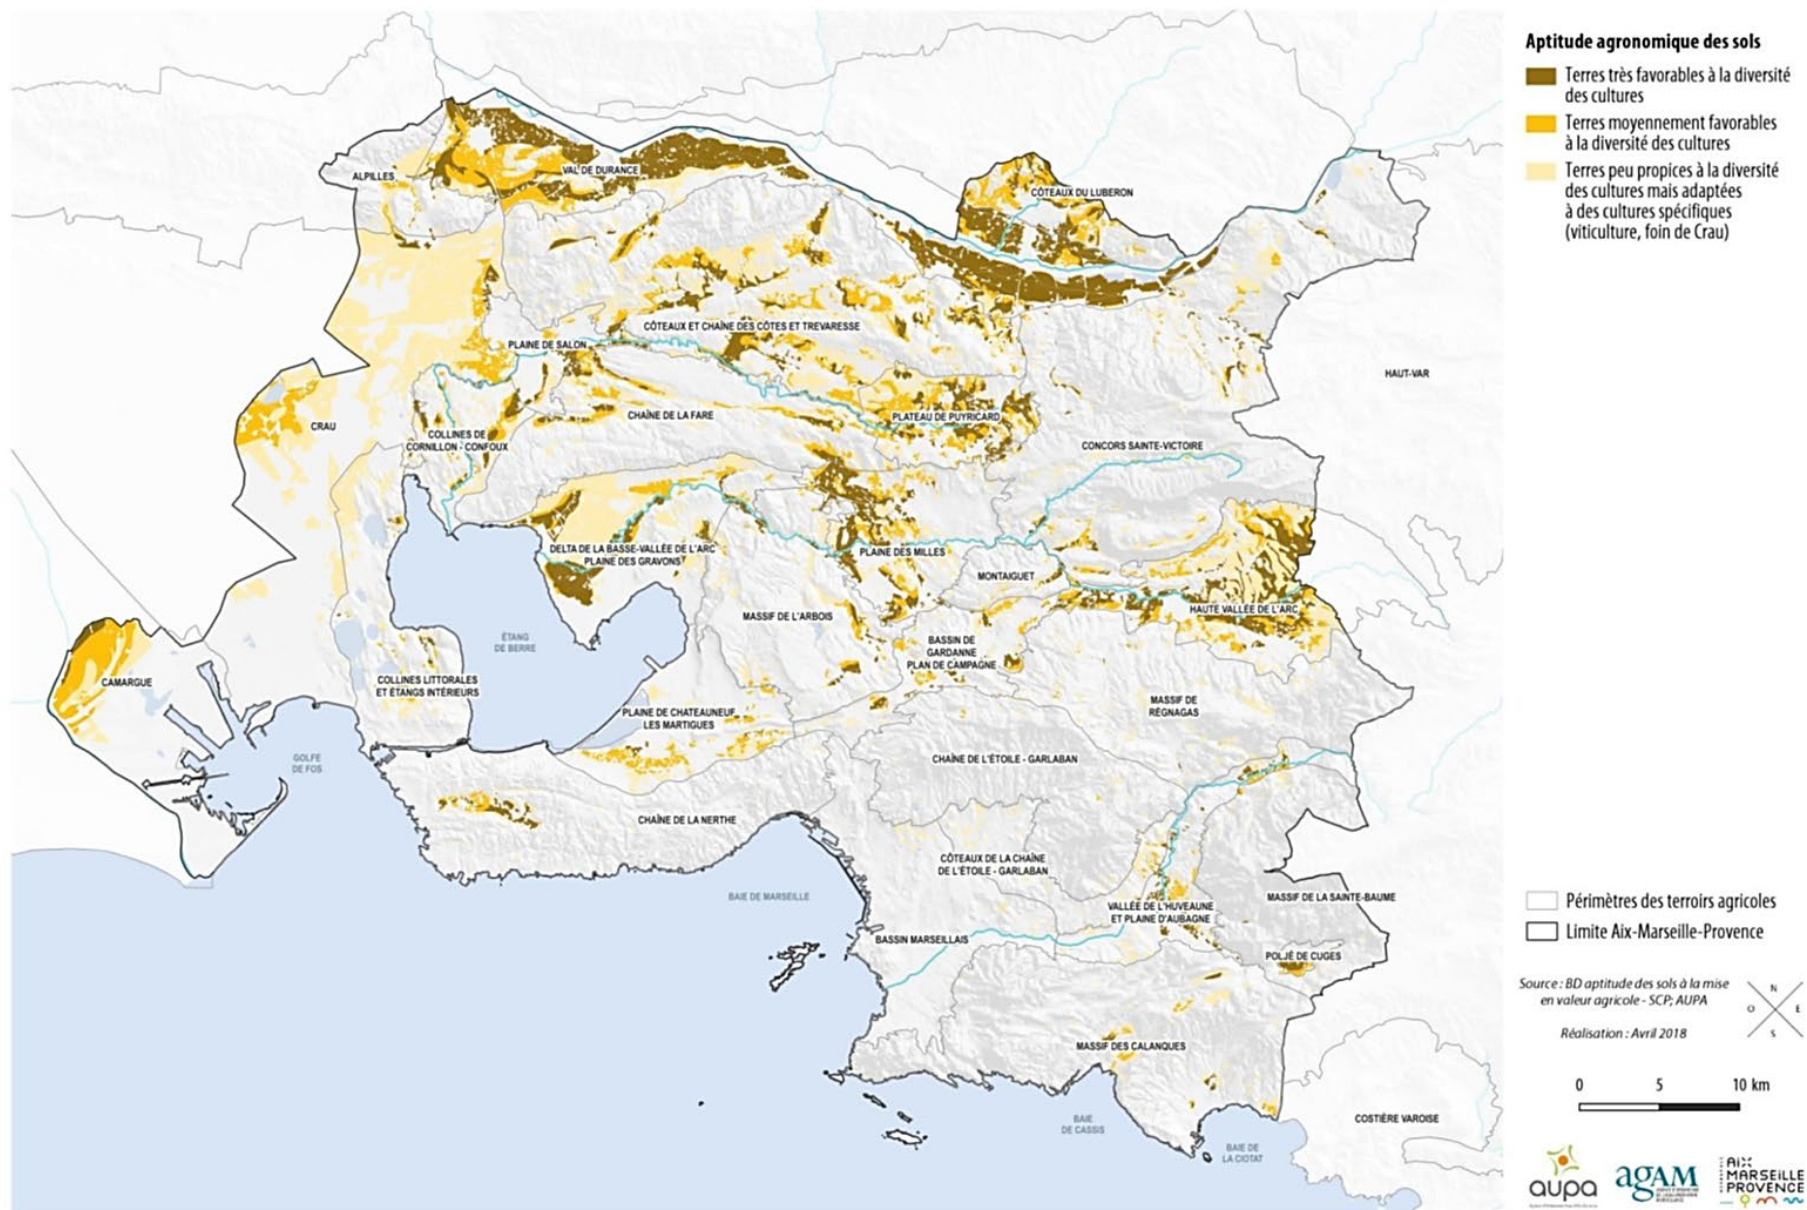 Aptitude agronomique des sols
Terres très favorables à la diversité
des cultures
Terres moyennement favorables
à la diversité des cultures
Terres peu propices à la diversité
des cultures mais adaptées
à des cultures spécifiques
(viticulture, foin de Crau)
ALPILLES
VAL DE DURANCE
CÔTEAUX DU LUBERON
CÔTEAUX ET CHAÎNE DES CÔTES ET TREVARESSE
PLAINE DE SALON
HAUT-VAR
CRAU
CHAÎNE DE LA FARE
PLATEAU DE PUYRICARD
COLLINES DE
CORNILLON - CONFOUX
CONCORS SAINTE-VICTOIRE
DELTA DE LA BASSE-VALLÉE DE L'ARC
PLAINE DES GRAVONS
PLAINE DES MILLES
MONTAIGUET
HAUTE VALLÉE DE L'ARC
MASSIF DE L'ARBOIS
ÉTANG
DE BERRE
BASSIN DE
GARDANNE
PLAN DE CAMPAGNE
CAMARGUE
COLLINES LITTORALES
ET ÉTANGS INTÉRIEURS
PLAINE DE CHATEAUNEUF
LES MARTIGUES
MASSIF DE
RÉGNAGAS
GOLFE
DE FOS
CHAÎNE DE L'ÉTOILE - GARLABAN
CHAÎNE DE LA NERTHE
CÔTEAUX DE LA CHAÎNE
DE L'ÉTOILE - GARLABAN
BAIE DE MARSEILLE
VALLÉE DE L'HUVEAUNE
ET PLAINE D'AUBAGNE
MASSIF DE LA SAINTE-BAUME
BASSIN MARSEILLAIS
POLJÉ DE CUGES
MASSIF DES CALANQUES
BAIE
DE CASSIS
BAIE DE
LA CIOTAT
COSTIÈRE VAROISE
Périmètres des terroirs agricoles
Limite Aix-Marseille-Provence
Source : BD aptitude des sols à la mise
en valeur agricole - SCP; AUPA
Réalisation : Avril 2018
N
O E
S
0 5 10 km
aupa
agAM
AIX
MARSEILLE
PROVENCE